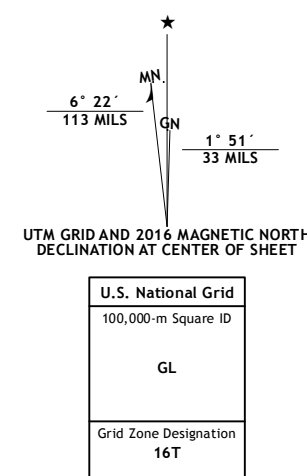 MN.
6° 22´
113 MILS
GN
1° 51´
33 MILS
UTM GRID AND 2016 MAGNETIC NORTH
DECLINATION AT CENTER OF SHEET
U.S. National Grid
100,000-m Square ID
GL
Grid Zone Designation
16T